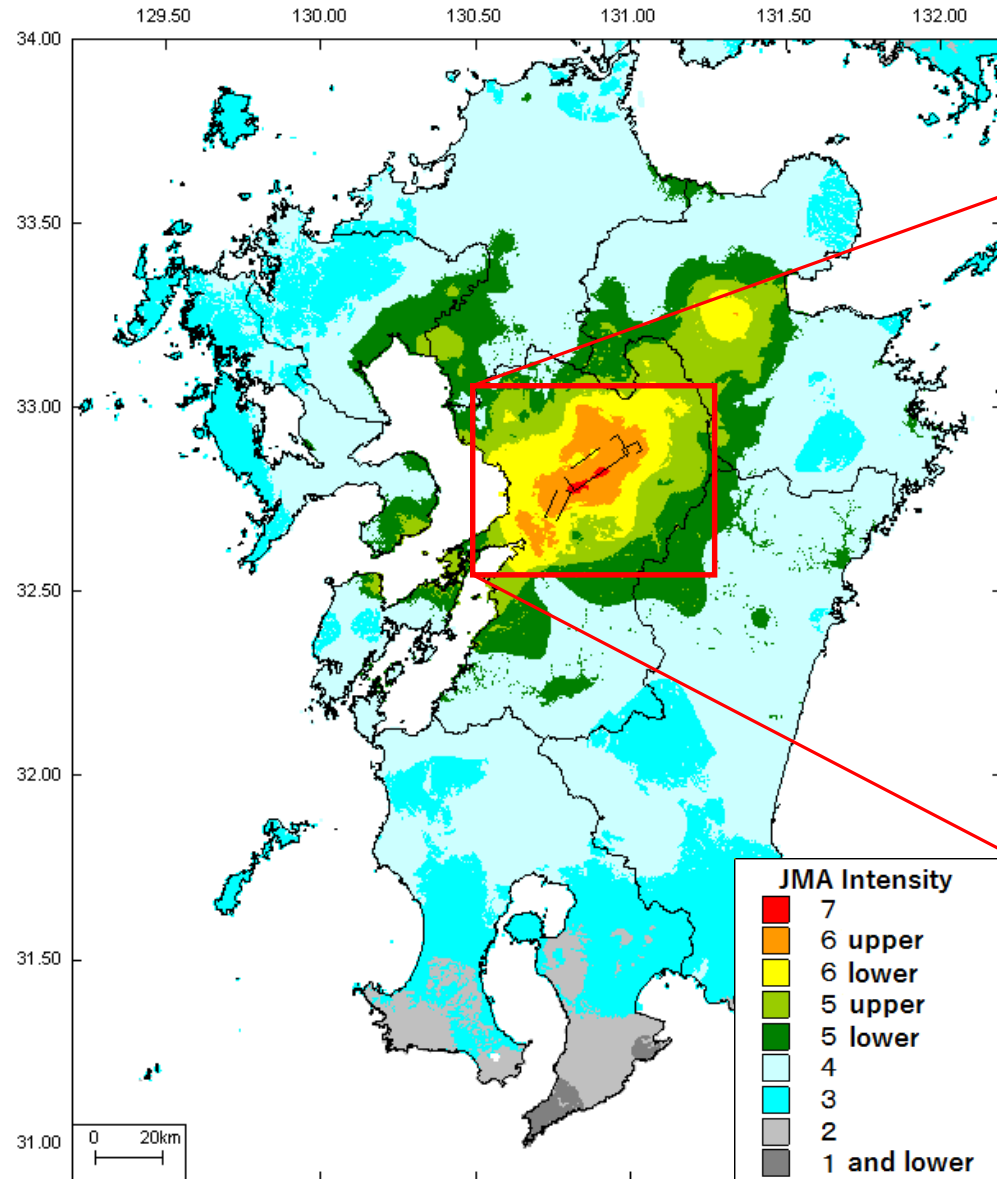 129.50 130.00 130.50 131.00 131.50 132.00
34.00
33.50
33.00
32.50
32.00
31.50
31.00
0 20km
JMA Intensity
7
6 upper
6 lower
5 upper
5 lower
4
3
2
1 and lower